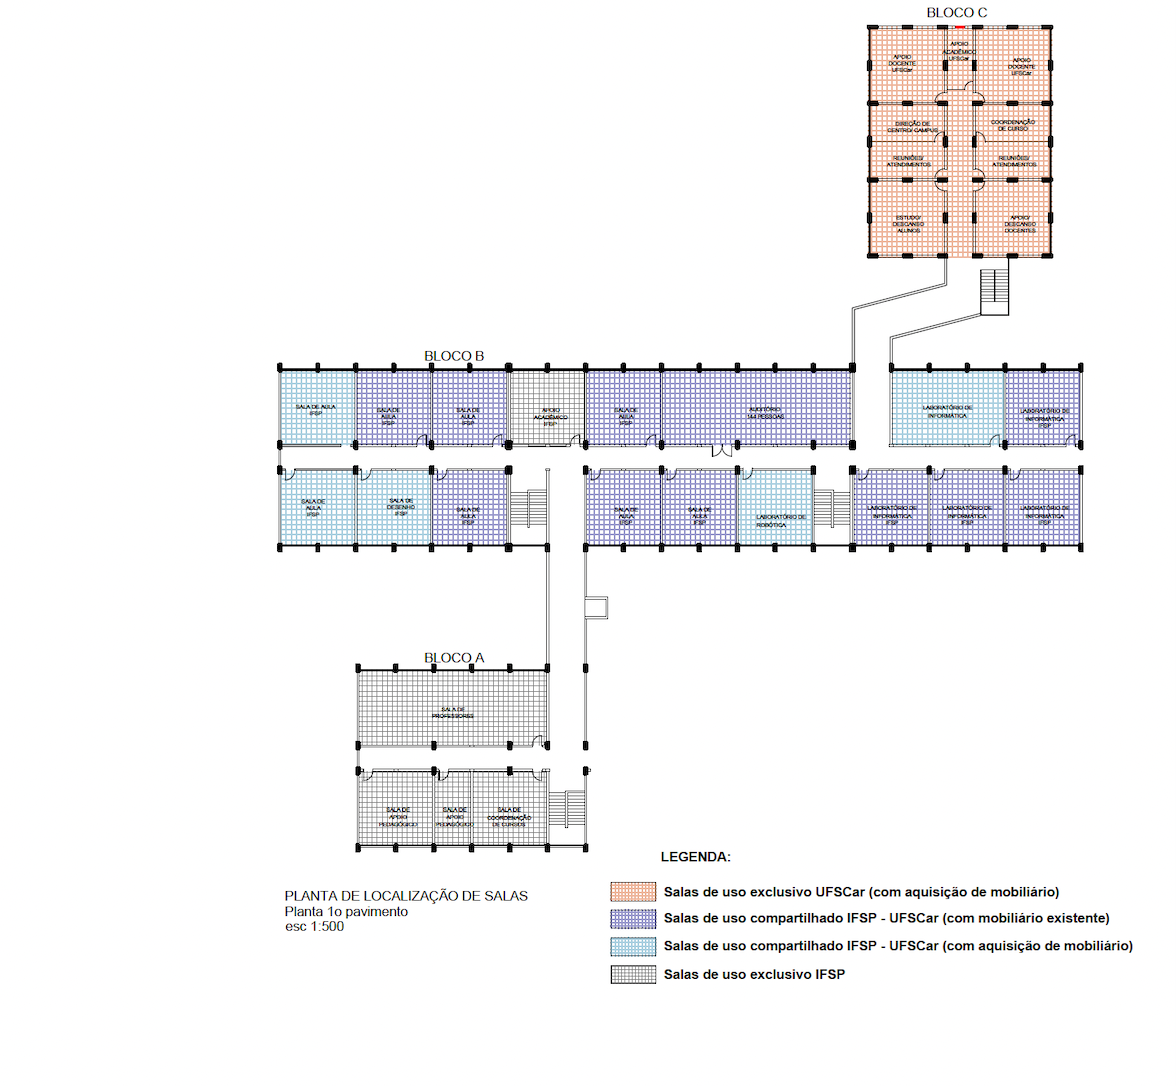 BLOCO C
APOIO
DOCENTE
UFSCar
APOIO
ACADÊMICO
UFSCar
APOIO
DOCENTE
UFSCar
DIREÇÃO DE
CENTRO/ CAMPUS
COORDENAÇÃO
DE CURSO
REUNIÕES/
ATENDIMENTOS
REUNIÕES/
ATENDIMENTOS
ESTUDO/
DESCANSO
ALUNOS
APOIO/
DESCANSO
DOCENTES
BLOCO B
SALA DE AULA
IFSP
SALA DE
AULA
IFSP
SALA DE
AULA
IFSP
APOIO
ACADÊMICO
IFSP
SALA DE
AULA
IFSP
AUDITÓRIO
144 PESSOAS
LABORATÓRIO DE
INFORMÁTICA
LABORATÓRIO DE
INFORMÁTICA
IFSP
SALA DE
AULA
IFSP
SALA DE
DESENHO
IFSP
SALA DE
AULA
IFSP
SALA DE
AULA
IFSP
SALA DE
AULA
IFSP
LABORATÓRIO DE
ROBÓTICA
LABORATÓRIO DE
INFORMÁTICA
IFSP
LABORATÓRIO DE
INFORMÁTICA
IFSP
LABORATÓRIO DE
INFORMÁTICA
IFSP
BLOCO A
SALA DE
PROFESSORES
SALA DE
APOIO
PEDAGÓGICO
SALA DE
APOIO
PEDAGÓGICO
SALA DE
COORDENAÇÃO
DE CURSOS
PLANTA DE LOCALIZAÇÃO DE SALAS
Planta 1o pavimento
esc 1:500
LEGENDA:
Salas de uso exclusivo UFSCar (com aquisição de mobiliário)
Salas de uso compartilhado IFSP - UFSCar (com mobiliário existente)
Salas de uso compartilhado IFSP - UFSCar (com aquisição de mobiliário)
Salas de uso exclusivo IFSP